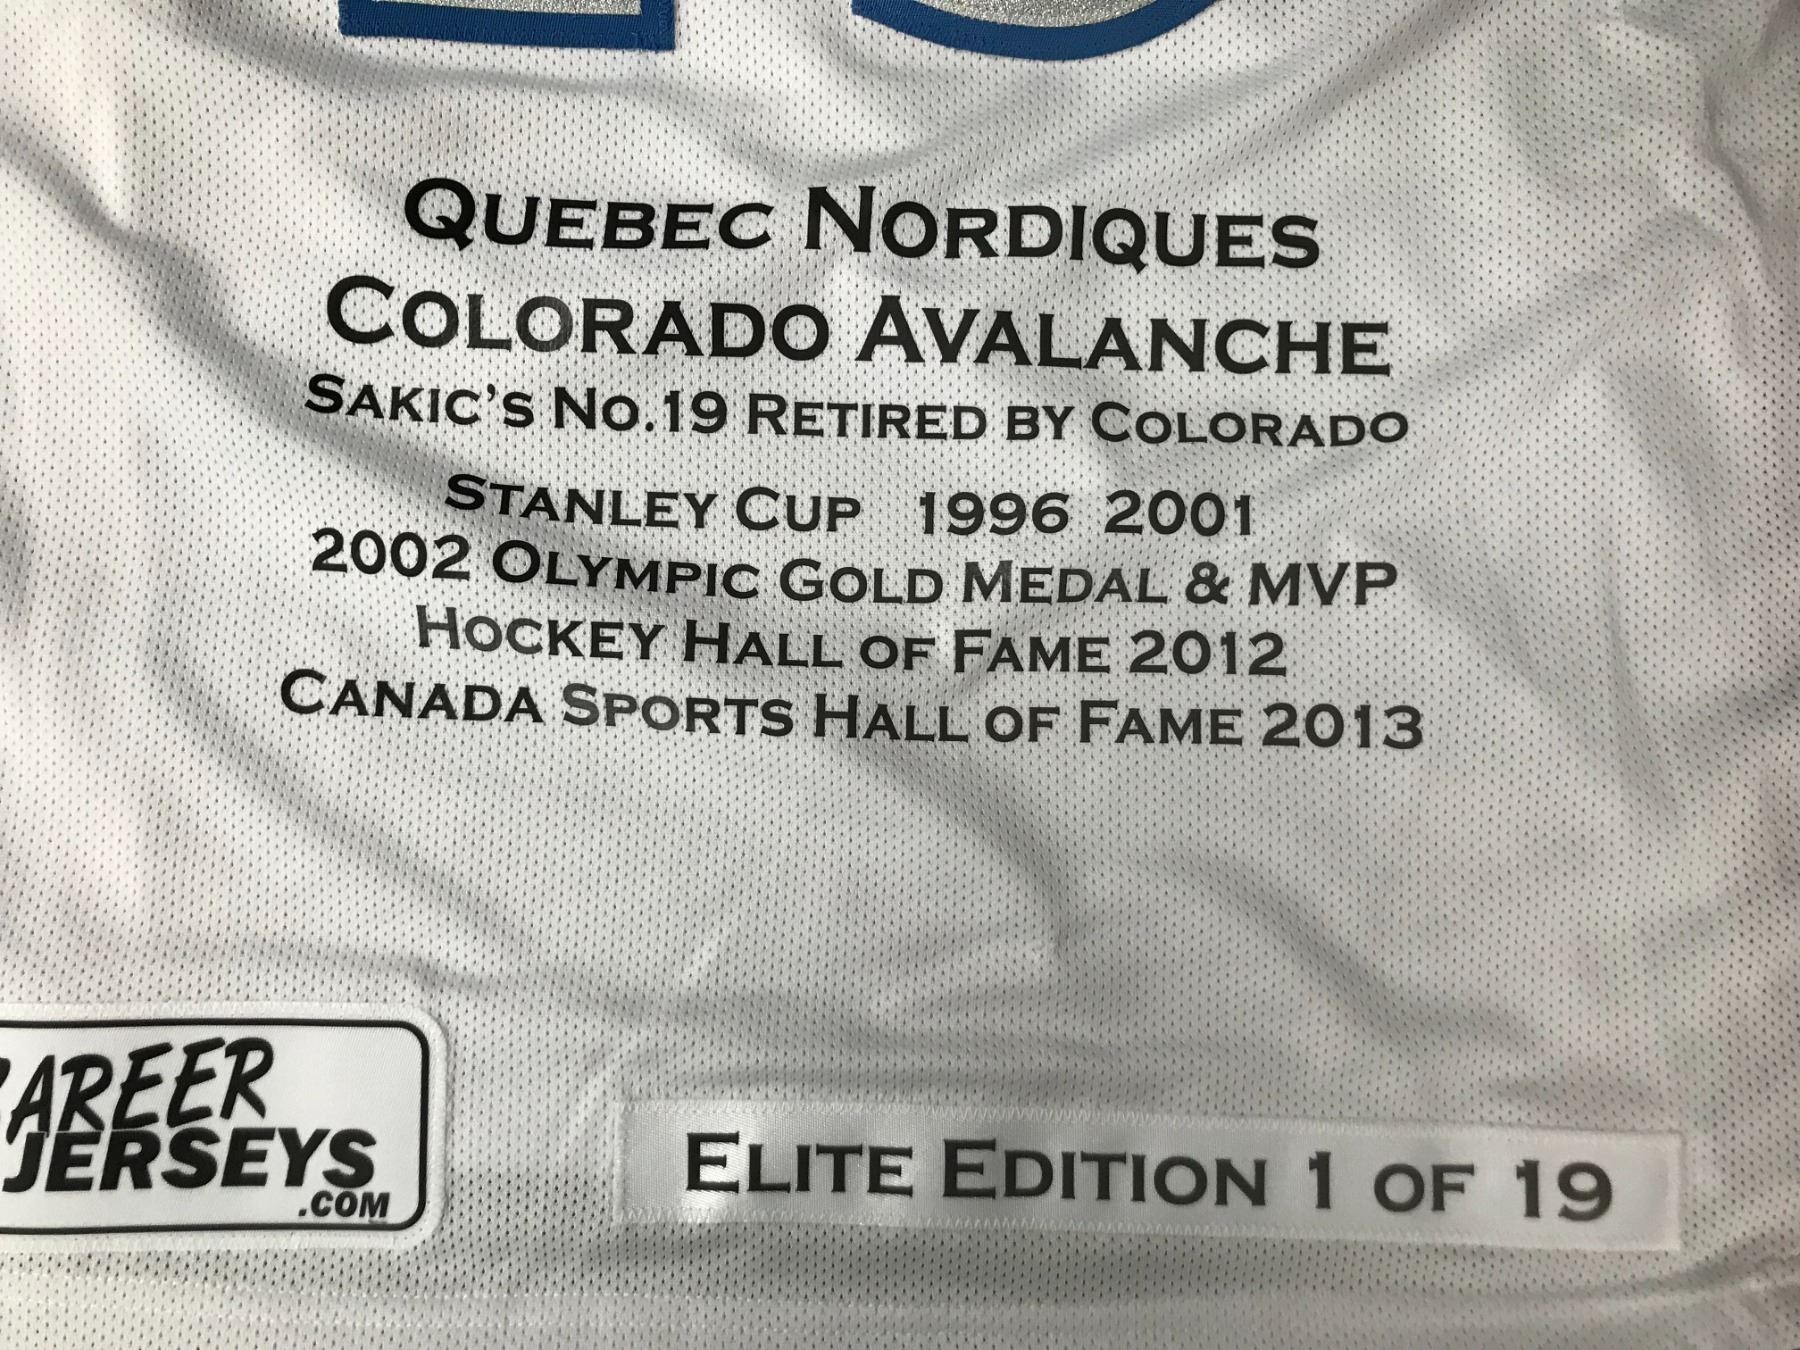 Quebec Nordiques
Colorado Avalanche
Sakic's No.19 Retired by Colorado
Stanley Cup 1996 2001
2002 Olympic Gold Medal & MVP
Hockey Hall of Fame 2012
Canada Sports Hall of Fame 2013
CAREER
JERSEYS
.COM
Elite Edition 1 of 19